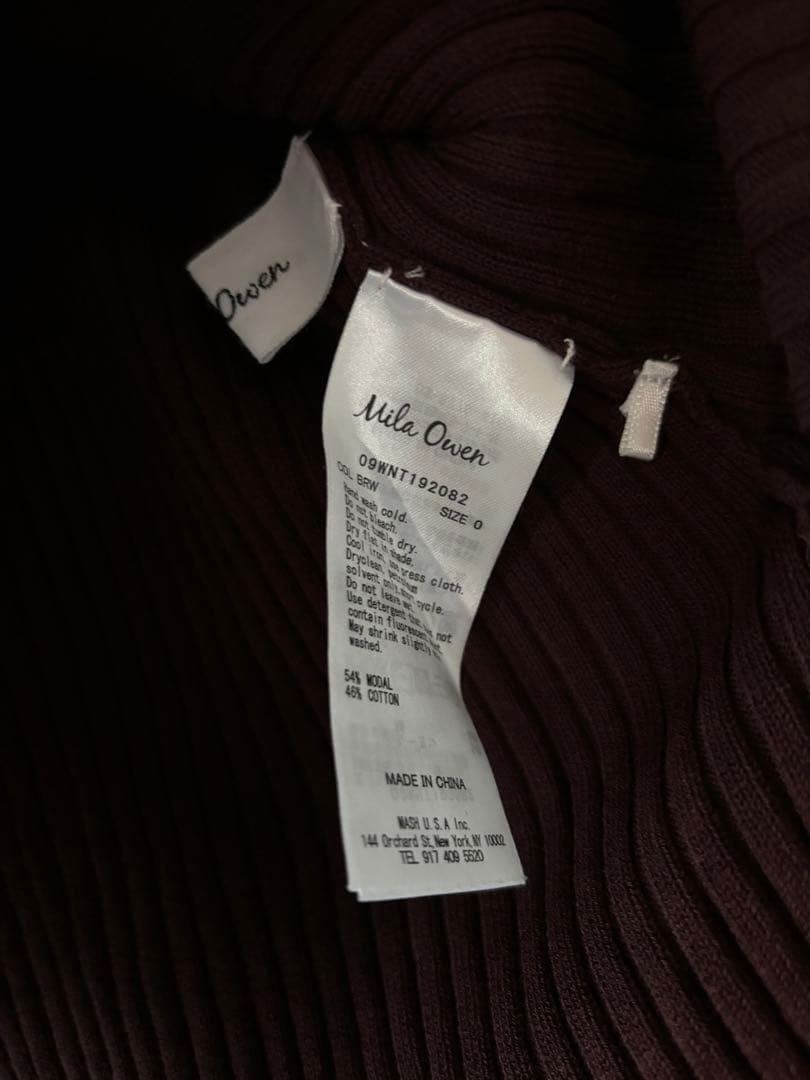 Owen
Mila Owen
09WNT192082
COL BRW SIZE 0
Hand wash cold.
Do not bleach.
Do not tumble dry.
Dry flat in shade.
Cool iron, use press cloth.
Dryclean, petroleum
solvent only, cycle.
Do not leave wet.
Use detergent not
contain fluorescent
May shrink slightly
washed.
54% MODAL
46% COTTON
MADE IN CHINA
MASH U.S.A Inc.
144 Orchard St, New York, NY 10002
TEL 917 409 5520